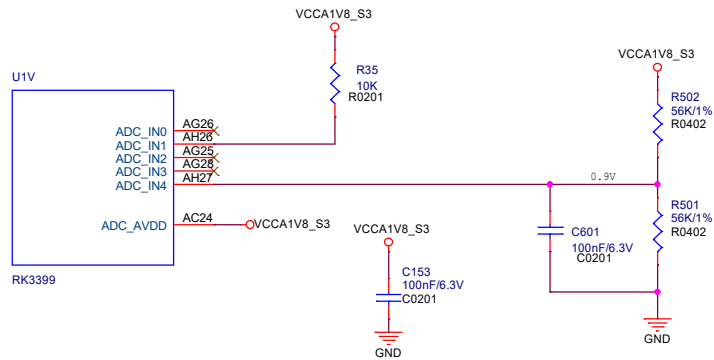 VCCA1V8_S3
VCCA1V8_S3
U1V
R35
10K
R0201
R502
56K/1%
R0402
ADC_IN0 AG26
ADC_IN1 AH26
ADC_IN2 AG25
ADC_IN3 AG28
ADC_IN4 AH27
0.9V
R501
56K/1%
R0402
ADC_AVDD AC24 VCCA1V8_S3
VCCA1V8_S3
C601
100nF/6.3V
C0201
RK3399
C153
100nF/6.3V
C0201
GND
GND